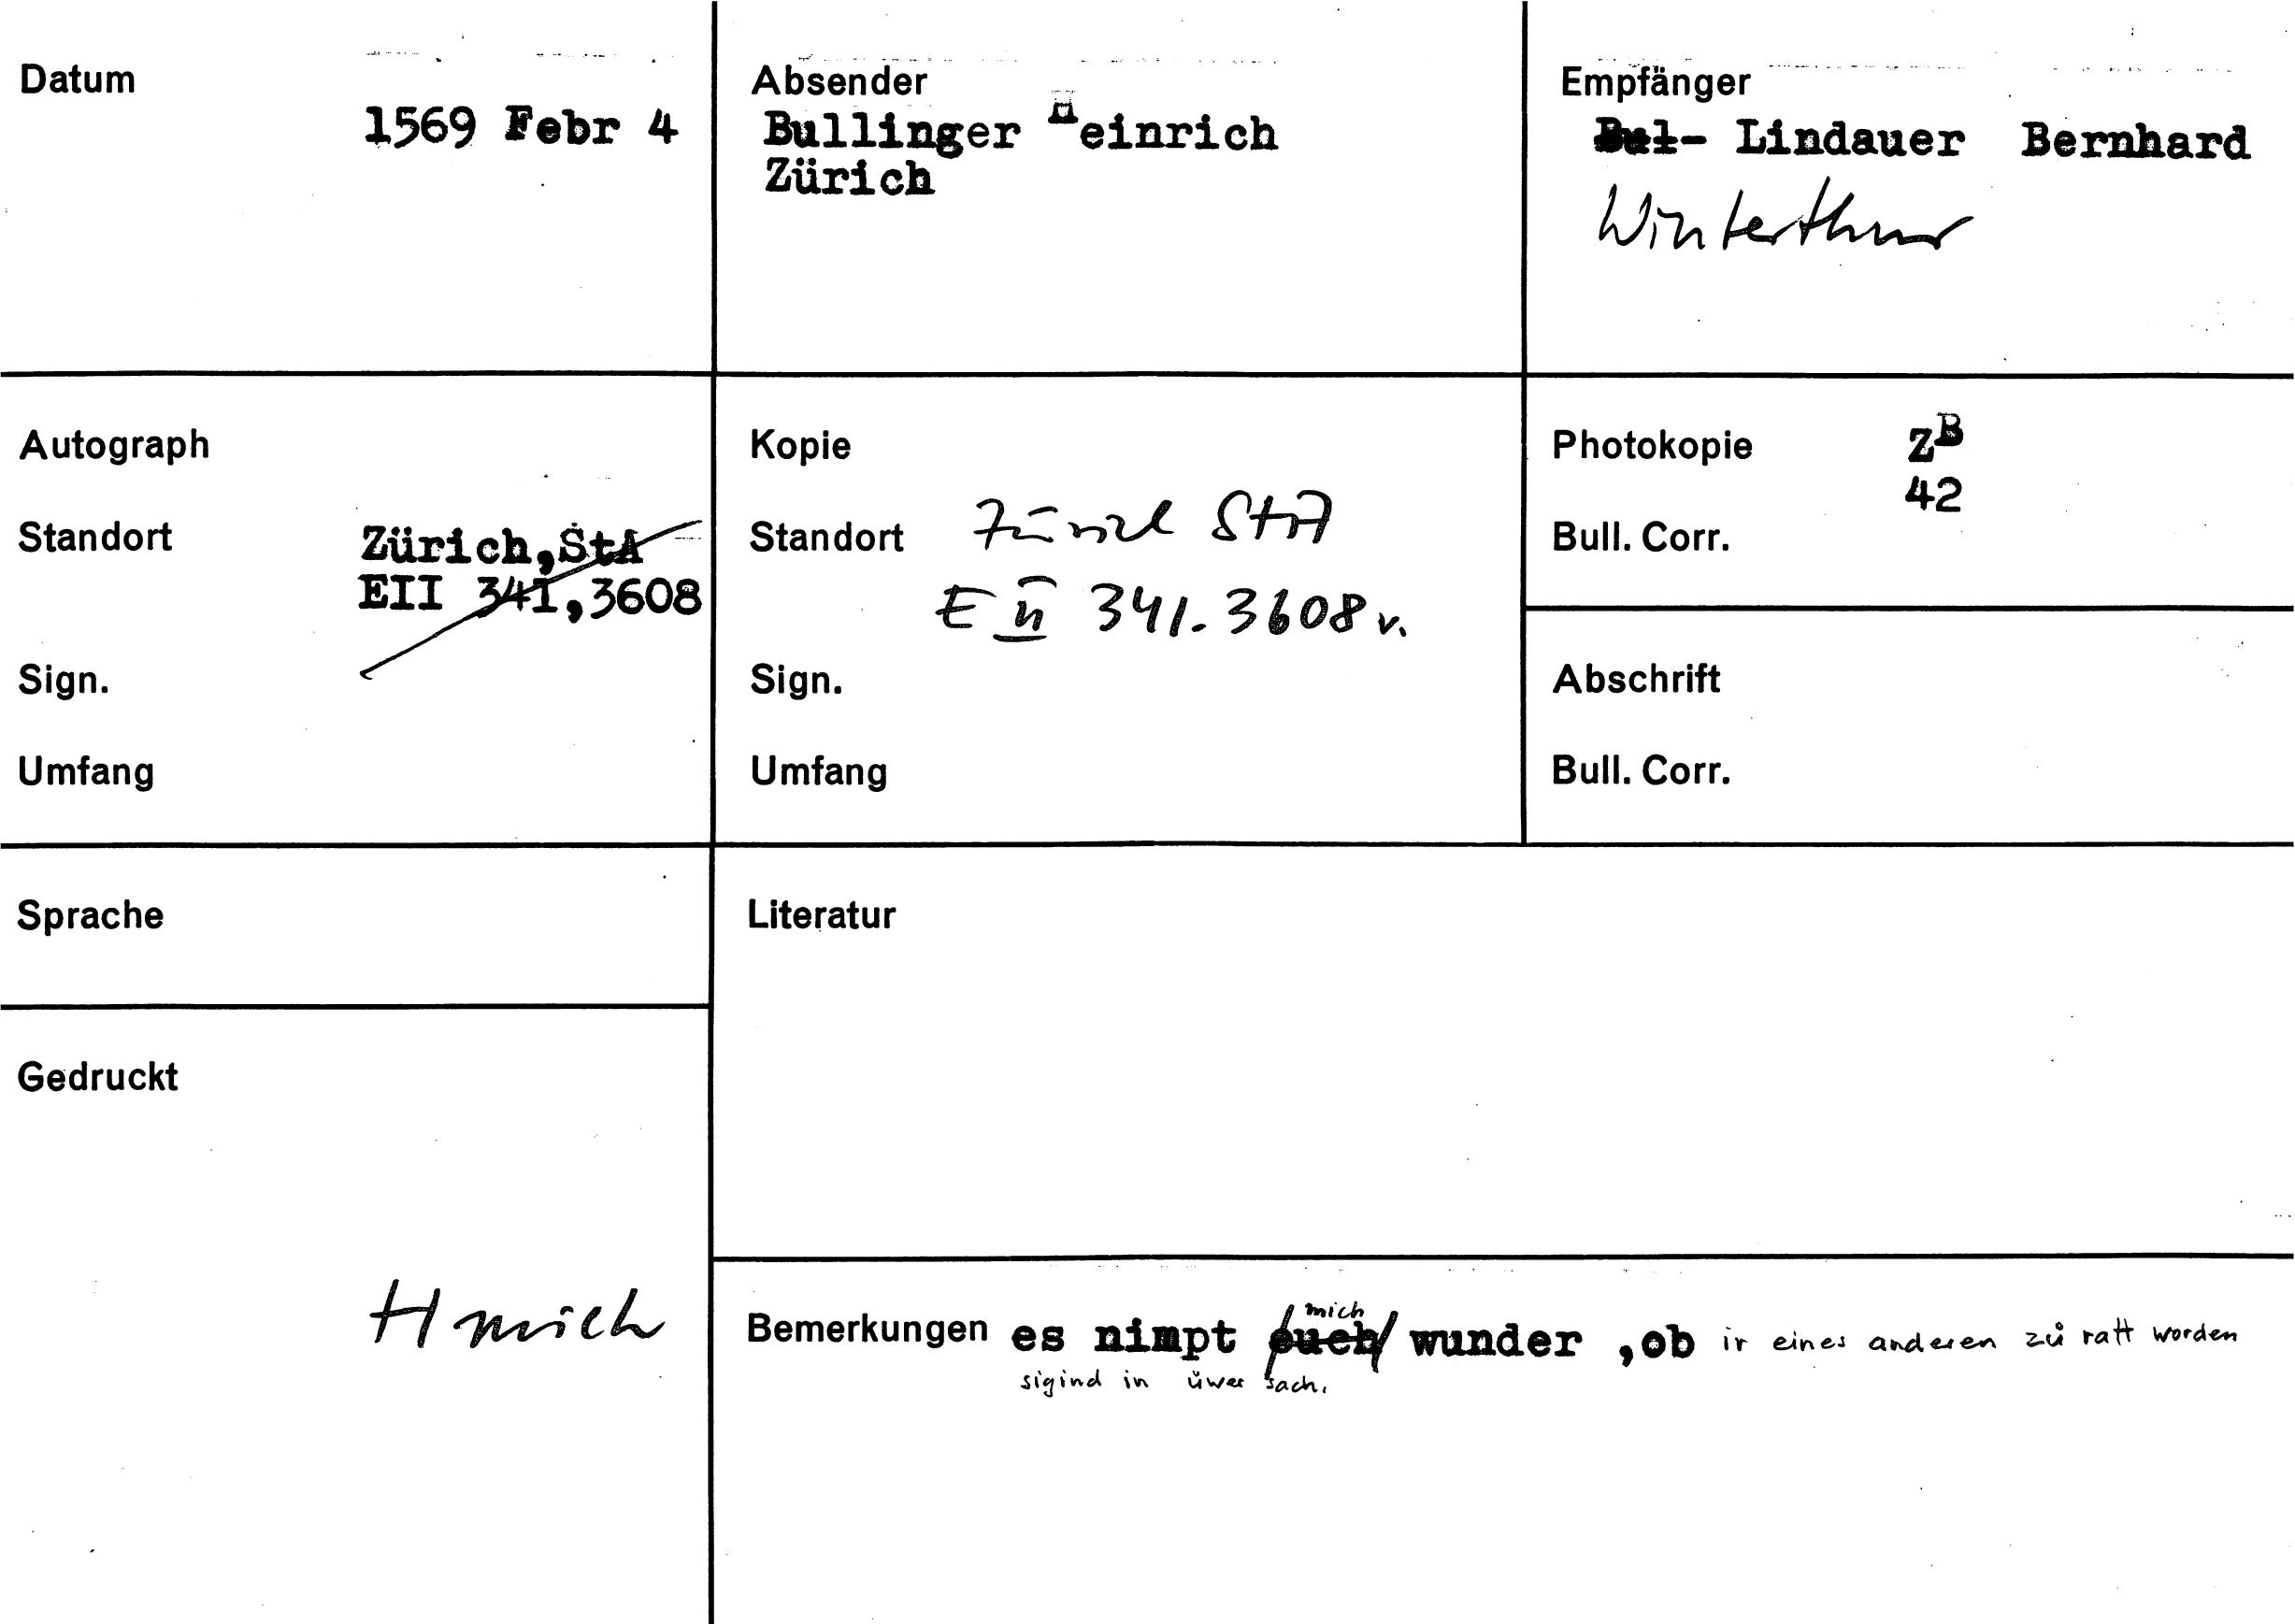 Datum
1569 Febr 4
Absender
Bullinger Heinrich
Zürich
Empfänger
Bul- Lindauer Bernhard
Winterthur
Autograph
Standort
Zürich,StA
EII 341,3608
Sign.
Umfang
Kopie
Standort Zürich StA
E II 341.3608v.
Sign.
Umfang
Photokopie ZB
42
Bull. Corr.
Abschrift
Bull. Corr.
Sprache
Gedruckt
Literatur
mich
Bemerkungen es nimpt euch wunder ,ob ir eines anderen zů ratt worden
sigind in üwer sach.